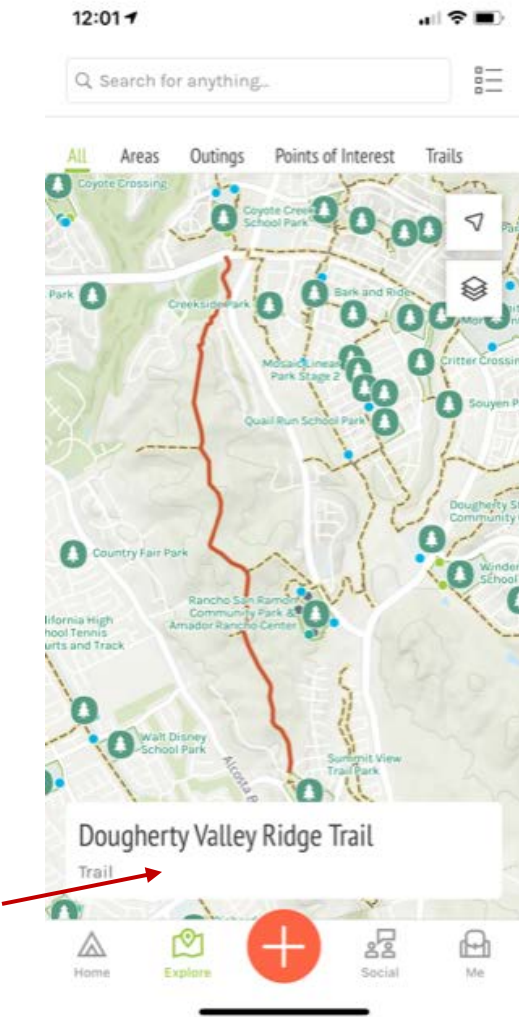 12:01
Search for anything...
All Areas Outings Points of Interest Trails
Coyote Crossing
Coyote Creek
School Park
Park
Creekside Park
Bark and Ride
Mosaic Linear
Park Stage 2
Critter Crossin
Souyen P
Quail Run School Park
Dougherty S
Community
Country Fair Park
Winder
School
Rancho San Ramon
Community Park &
Amador Rancho Center
ifornia High
hool Tennis
urts and Track
Walt Disney
School Park
Alcosta B
Summit View
Trail Park
Dougherty Valley Ridge Trail
Trail
Home Explore Social Me